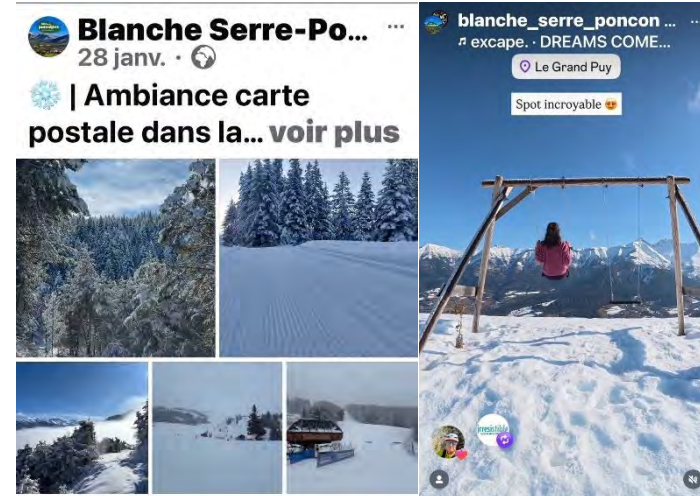 Blanche Serre-Po... ...
28 janv. ·
❄️ | Ambiance carte
postale dans la... voir plus
blanche_serre_poncon ...
♬ excape. · DREAMS COME...
Le Grand Puy
Spot incroyable 😍
irrésistible